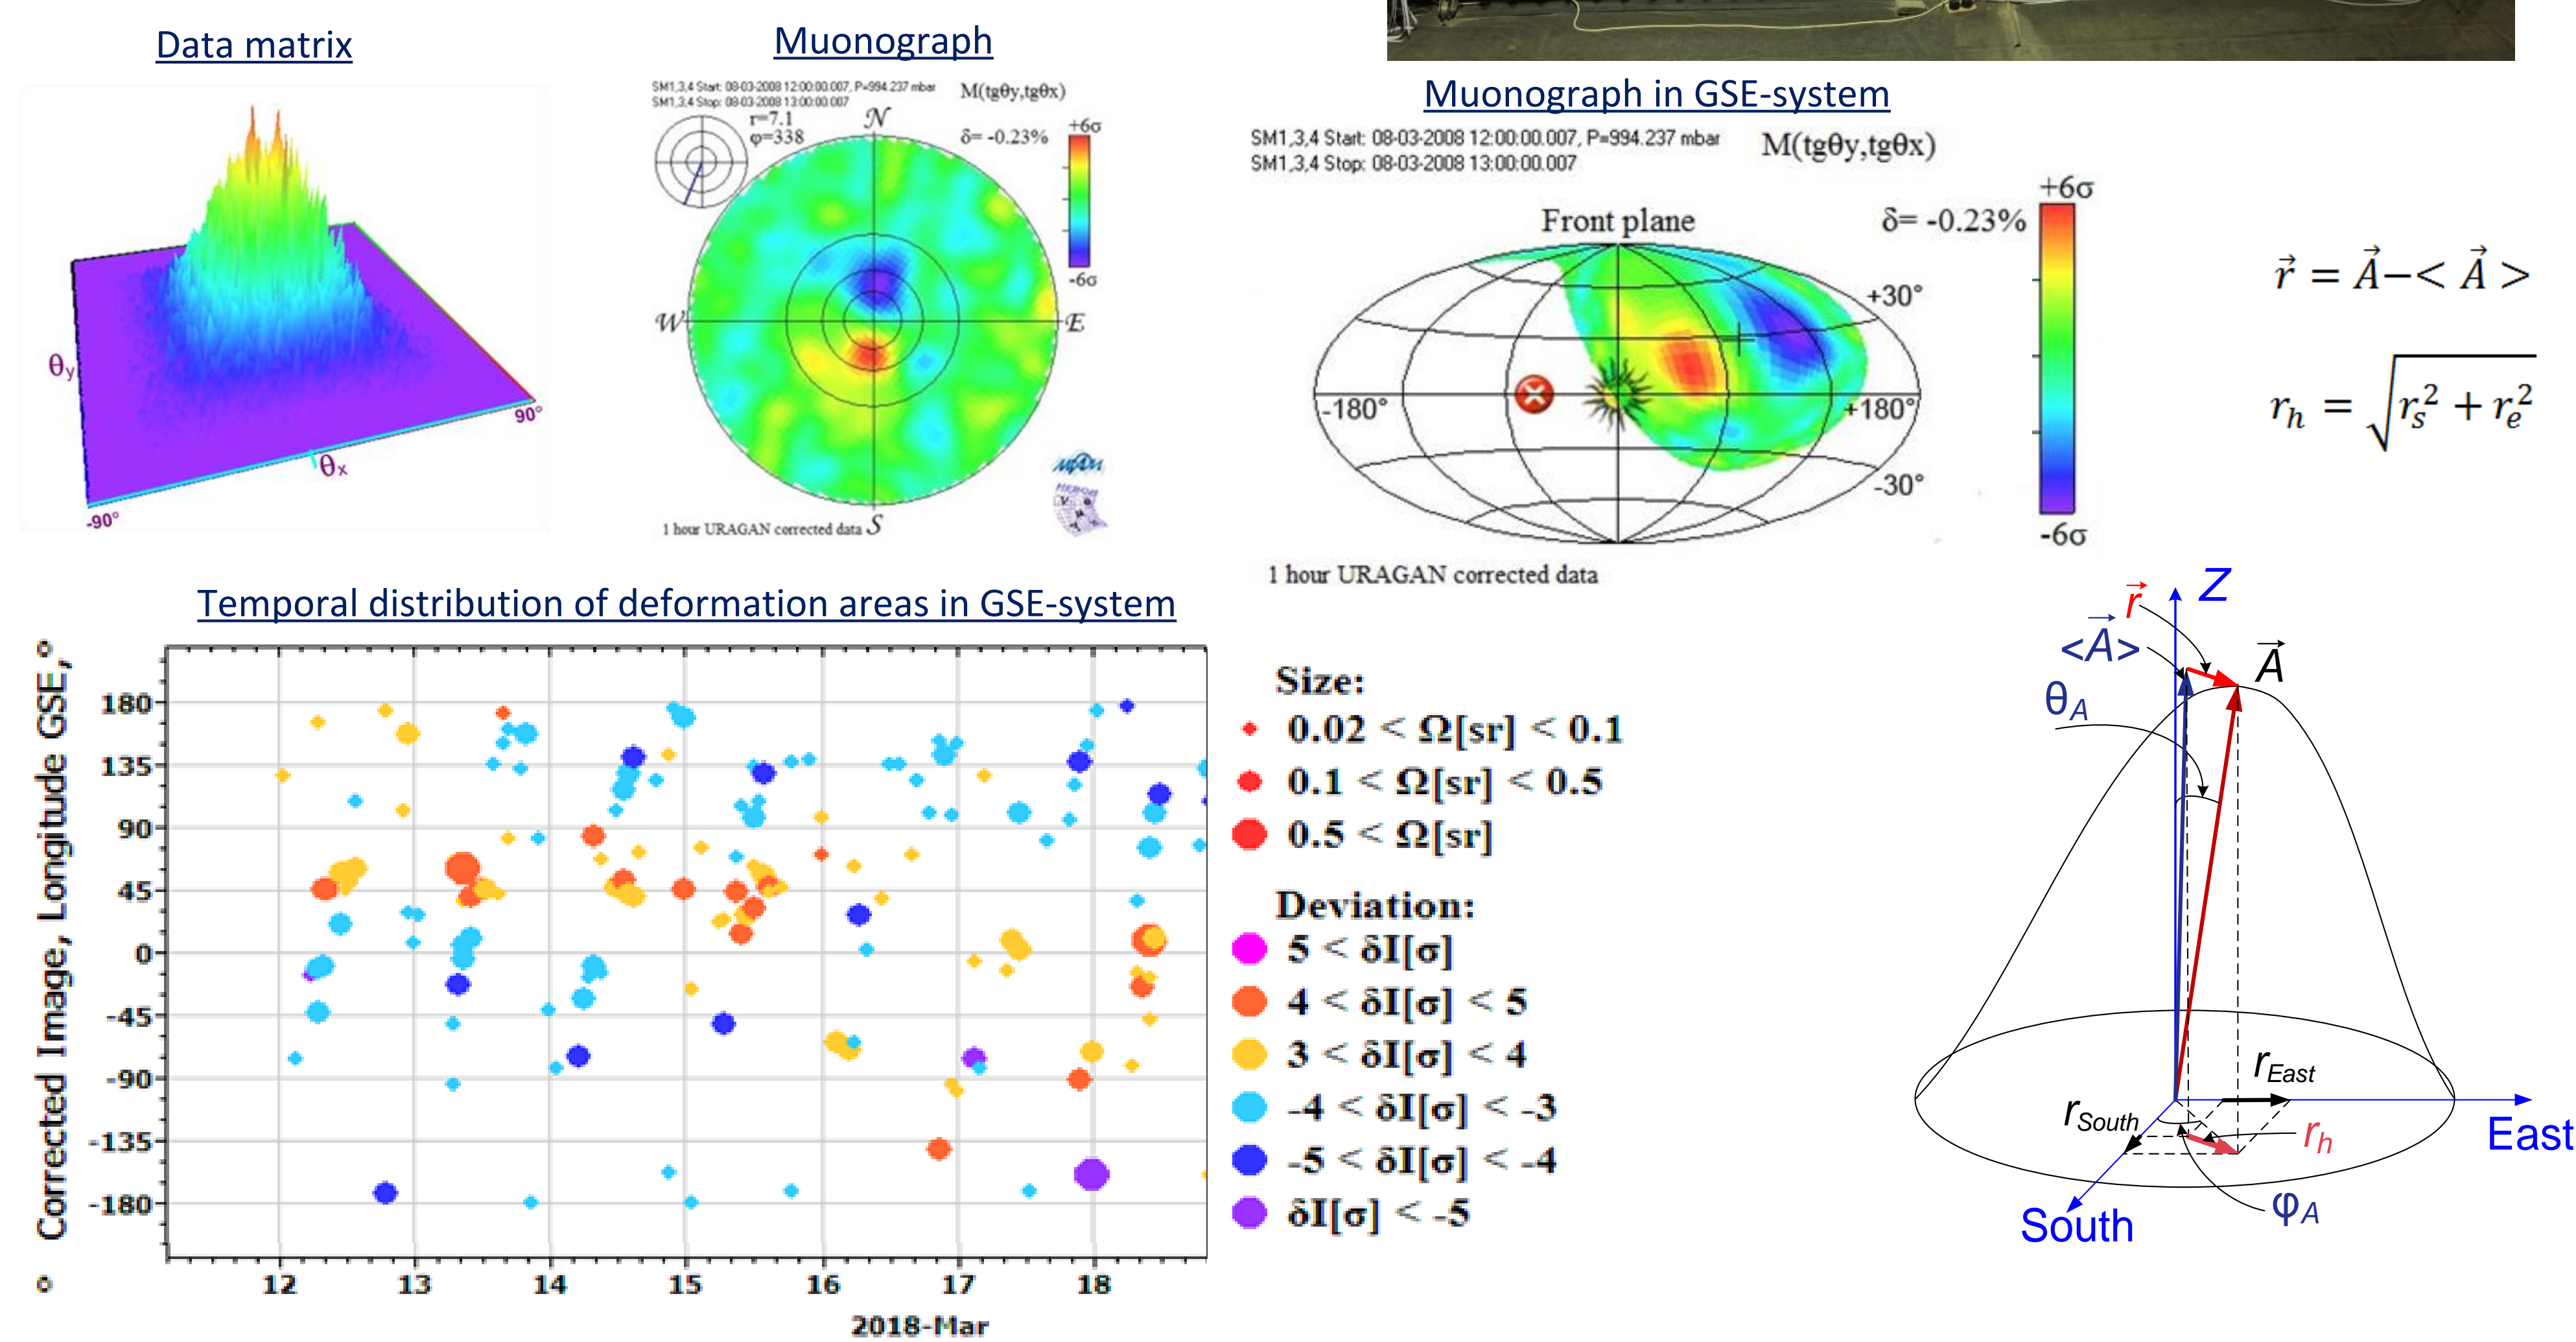 Data matrix
θy
θx
90°
-90°
Muonograph
SM1,3,4 Start: 08-03-2008 12:00:00.007, P=994.237 mbar
SM1,3,4 Stop: 08-03-2008 13:00:00.007
M(tgθy,tgθx)
r=7.1
φ=338
N
δ= -0.23%
+6σ
-6σ
W
E
S
1 hour URAGAN corrected data
Muonograph in GSE-system
SM1,3,4 Start: 08-03-2008 12:00:00.007, P=994.237 mbar
SM1,3,4 Stop: 08-03-2008 13:00:00.007
M(tgθy,tgθx)
+6σ
Front plane
δ= -0.23%
+30°
-180°
+180°
-30°
-6σ
1 hour URAGAN corrected data
r⃗ = A⃗−< A⃗ >
r_h = √(r_s² + r_e²)
Temporal distribution of deformation areas in GSE-system
Corrected Image, Longitude GSE,°
180
135
90
45
0
-45
-90
-135
-180
12
13
14
15
16
17
18
2018-Mar
Size:
0.02 < Ω[sr] < 0.1
0.1 < Ω[sr] < 0.5
0.5 < Ω[sr]
Deviation:
5 < δI[σ]
4 < δI[σ] < 5
3 < δI[σ] < 4
-4 < δI[σ] < -3
-5 < δI[σ] < -4
δI[σ] < -5
Z
r⃗
<A⃗>
A⃗
θA
rEast
rSouth
rh
East
φA
South